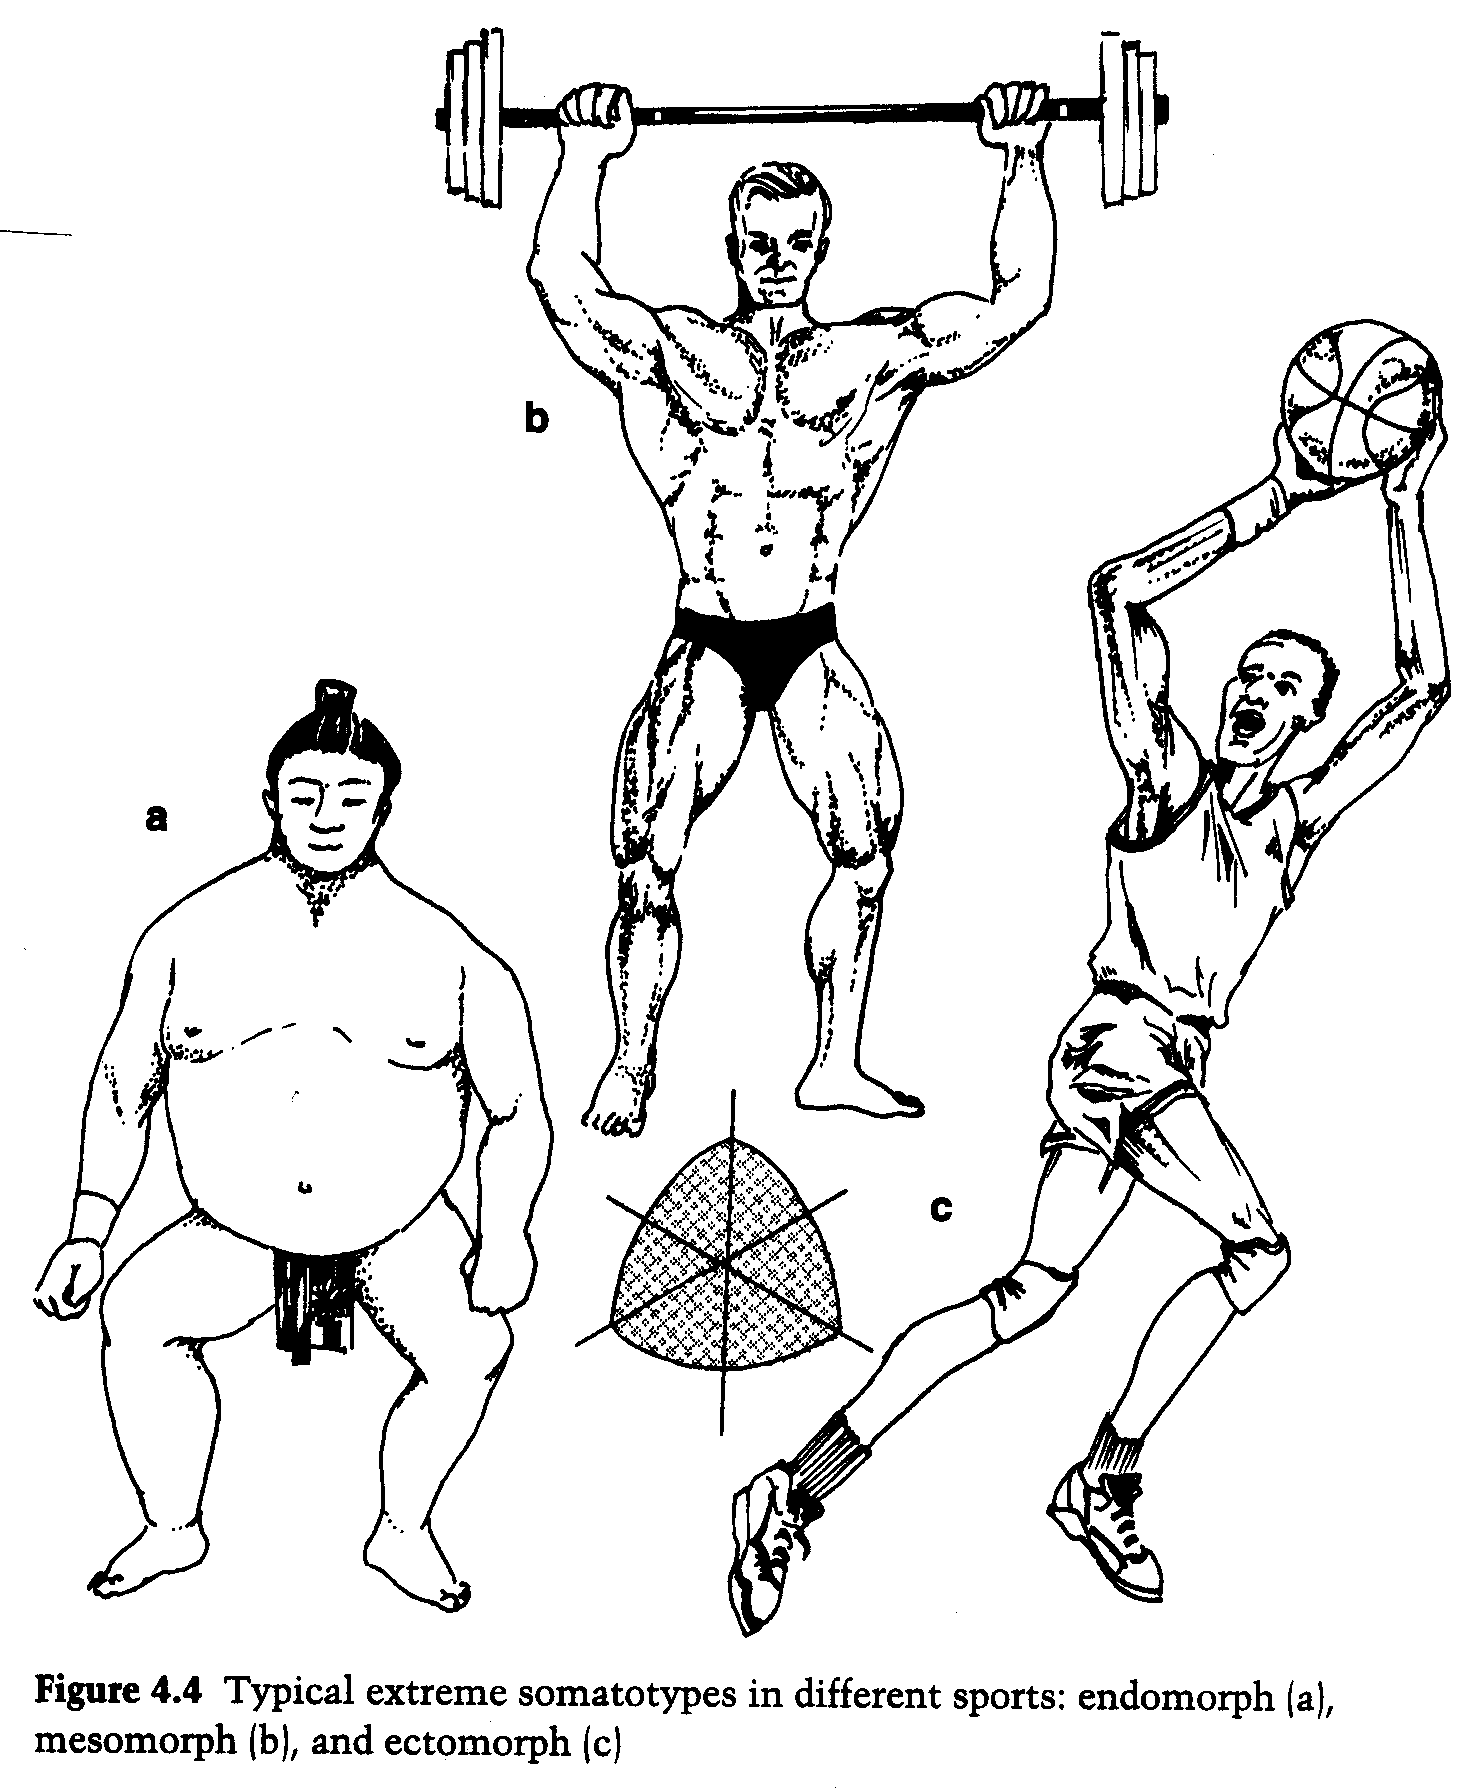 b
a
c
Figure 4.4 Typical extreme somatotypes in different sports: endomorph (a),
mesomorph (b), and ectomorph (c)